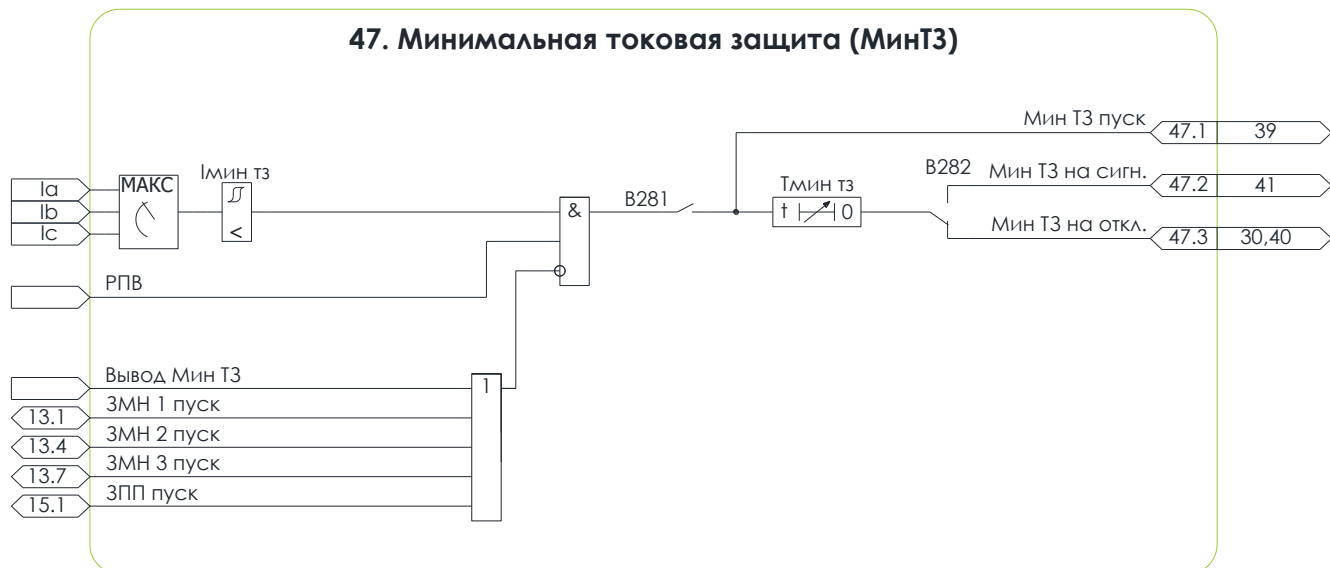 47. Минимальная токовая защита (МинТЗ)
Мин ТЗ пуск
47.1 39
Iмин тз
В282 Мин ТЗ на сигн.
47.2 41
Ia
МАКС
Тмин тз
Ib
&
В281
t 0
Ic
<
Мин ТЗ на откл.
47.3 30,40
РПВ
Вывод Мин ТЗ
1
13.1 ЗМН 1 пуск
13.4 ЗМН 2 пуск
13.7 ЗМН 3 пуск
15.1 ЗПП пуск